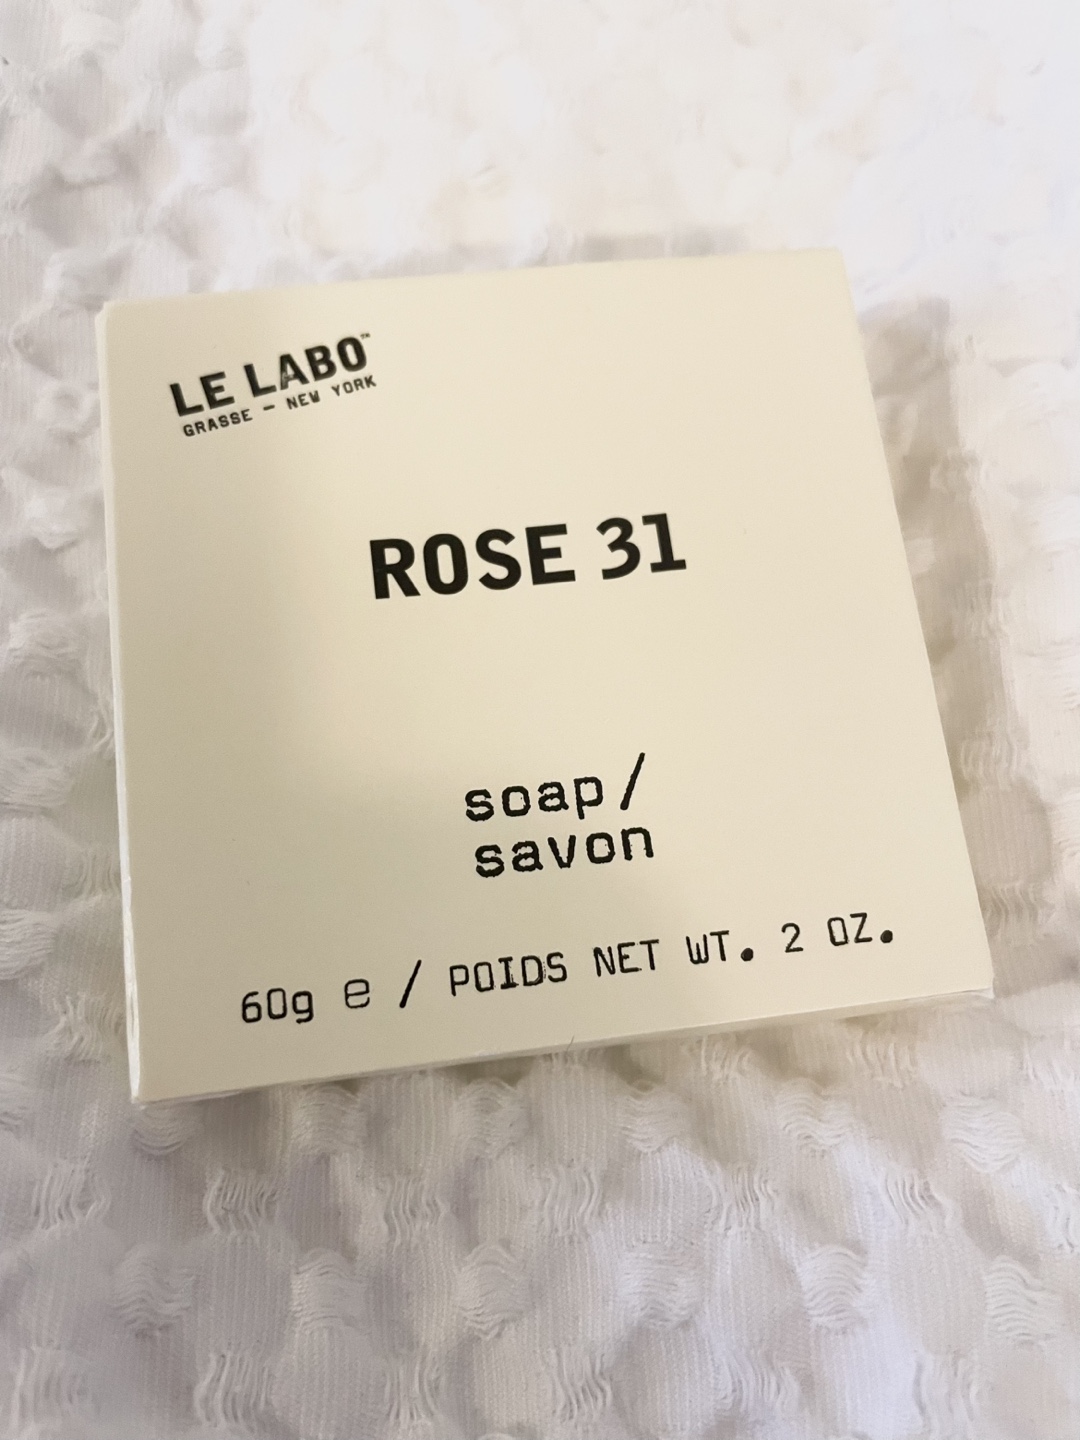 LE LABO™
GRASSE - NEW YORK
ROSE 31
soap/
savon
60g e / POIDS NET WT. 2 OZ.